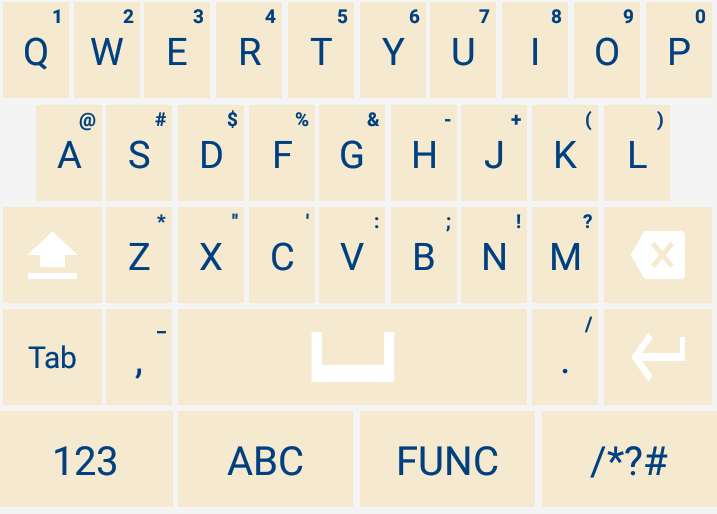 1 2 3 4 5 6 7 8 9 0
Q W E R T Y U I O P
@ # $ % & - + ( )
A S D F G H J K L
* " ' : ; ! ?
Z X C V B N M
_ /
Tab , .
123 ABC FUNC /*?#